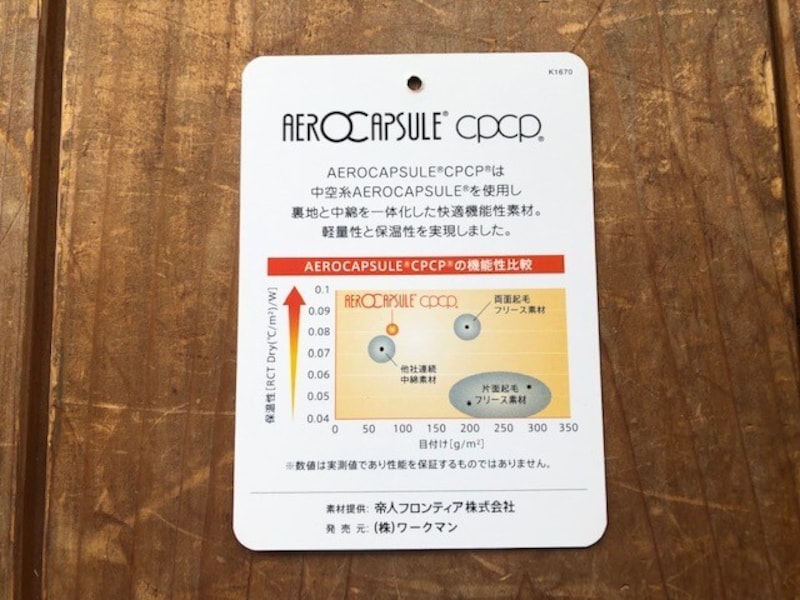 K1670
AEROCAPSULE® cpcp®
AEROCAPSULE®CPCP®は
中空糸AEROCAPSULE®を使用し
裏地と中綿を一体化した快適機能性素材。
軽量性と保温性を実現しました。
AEROCAPSULE®CPCP®の機能性比較
保温性[RCT Dry(℃/m²)/W]
0.1
0.09
0.08
0.07
0.06
0.05
0.04
AEROCAPSULE® cpcp®
両面起毛
フリース素材
他社連続
中綿素材
片面起毛
フリース素材
0 50 100 150 200 250 300 350
目付け[g/m²]
※数値は実測値であり性能を保証するものではありません。
素材提供: 帝人フロンティア株式会社
発売元: (株)ワークマン